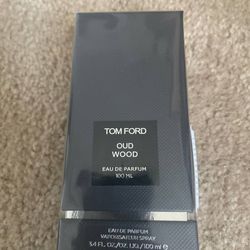 TOM FORD
OUD
WOOD
EAU DE PARFUM
100 ML
EAU DE PARFUM
VAPORISATEUR SPRAY
3.4 FL. OZ./OZ. LIQ./100 ml ℮